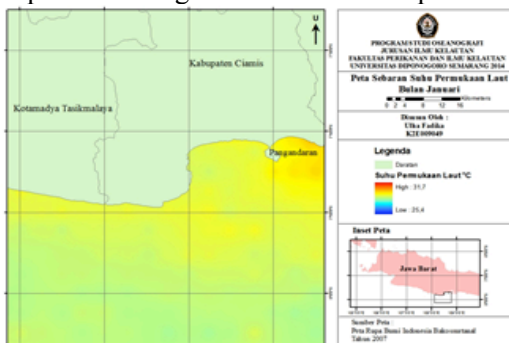 U
Kabupaten Ciamis
Kotamadya Tasikmalaya
Pangandaran
PROGRAM STUDI OSEANOGRAFI
JURUSAN ILMU KELAUTAN
FAKULTAS PERIKANAN DAN ILMU KELAUTAN
UNIVERSITAS DIPONOGORO SEMARANG 2014
Peta Sebaran Suhu Permukaan Laut
Bulan Januari
Kilometers
0 2 4 8 12 16
Disusun Oleh :
Ulha Fadika
K2E009049
Legenda
Daratan
Suhu Permukaan Laut °C
High : 31,7
Low : 25,4
Inset Peta
Jawa Barat
Sumber Peta :
Peta Rupa Bumi Indonesia Bakosurtanal
Tahun 2007